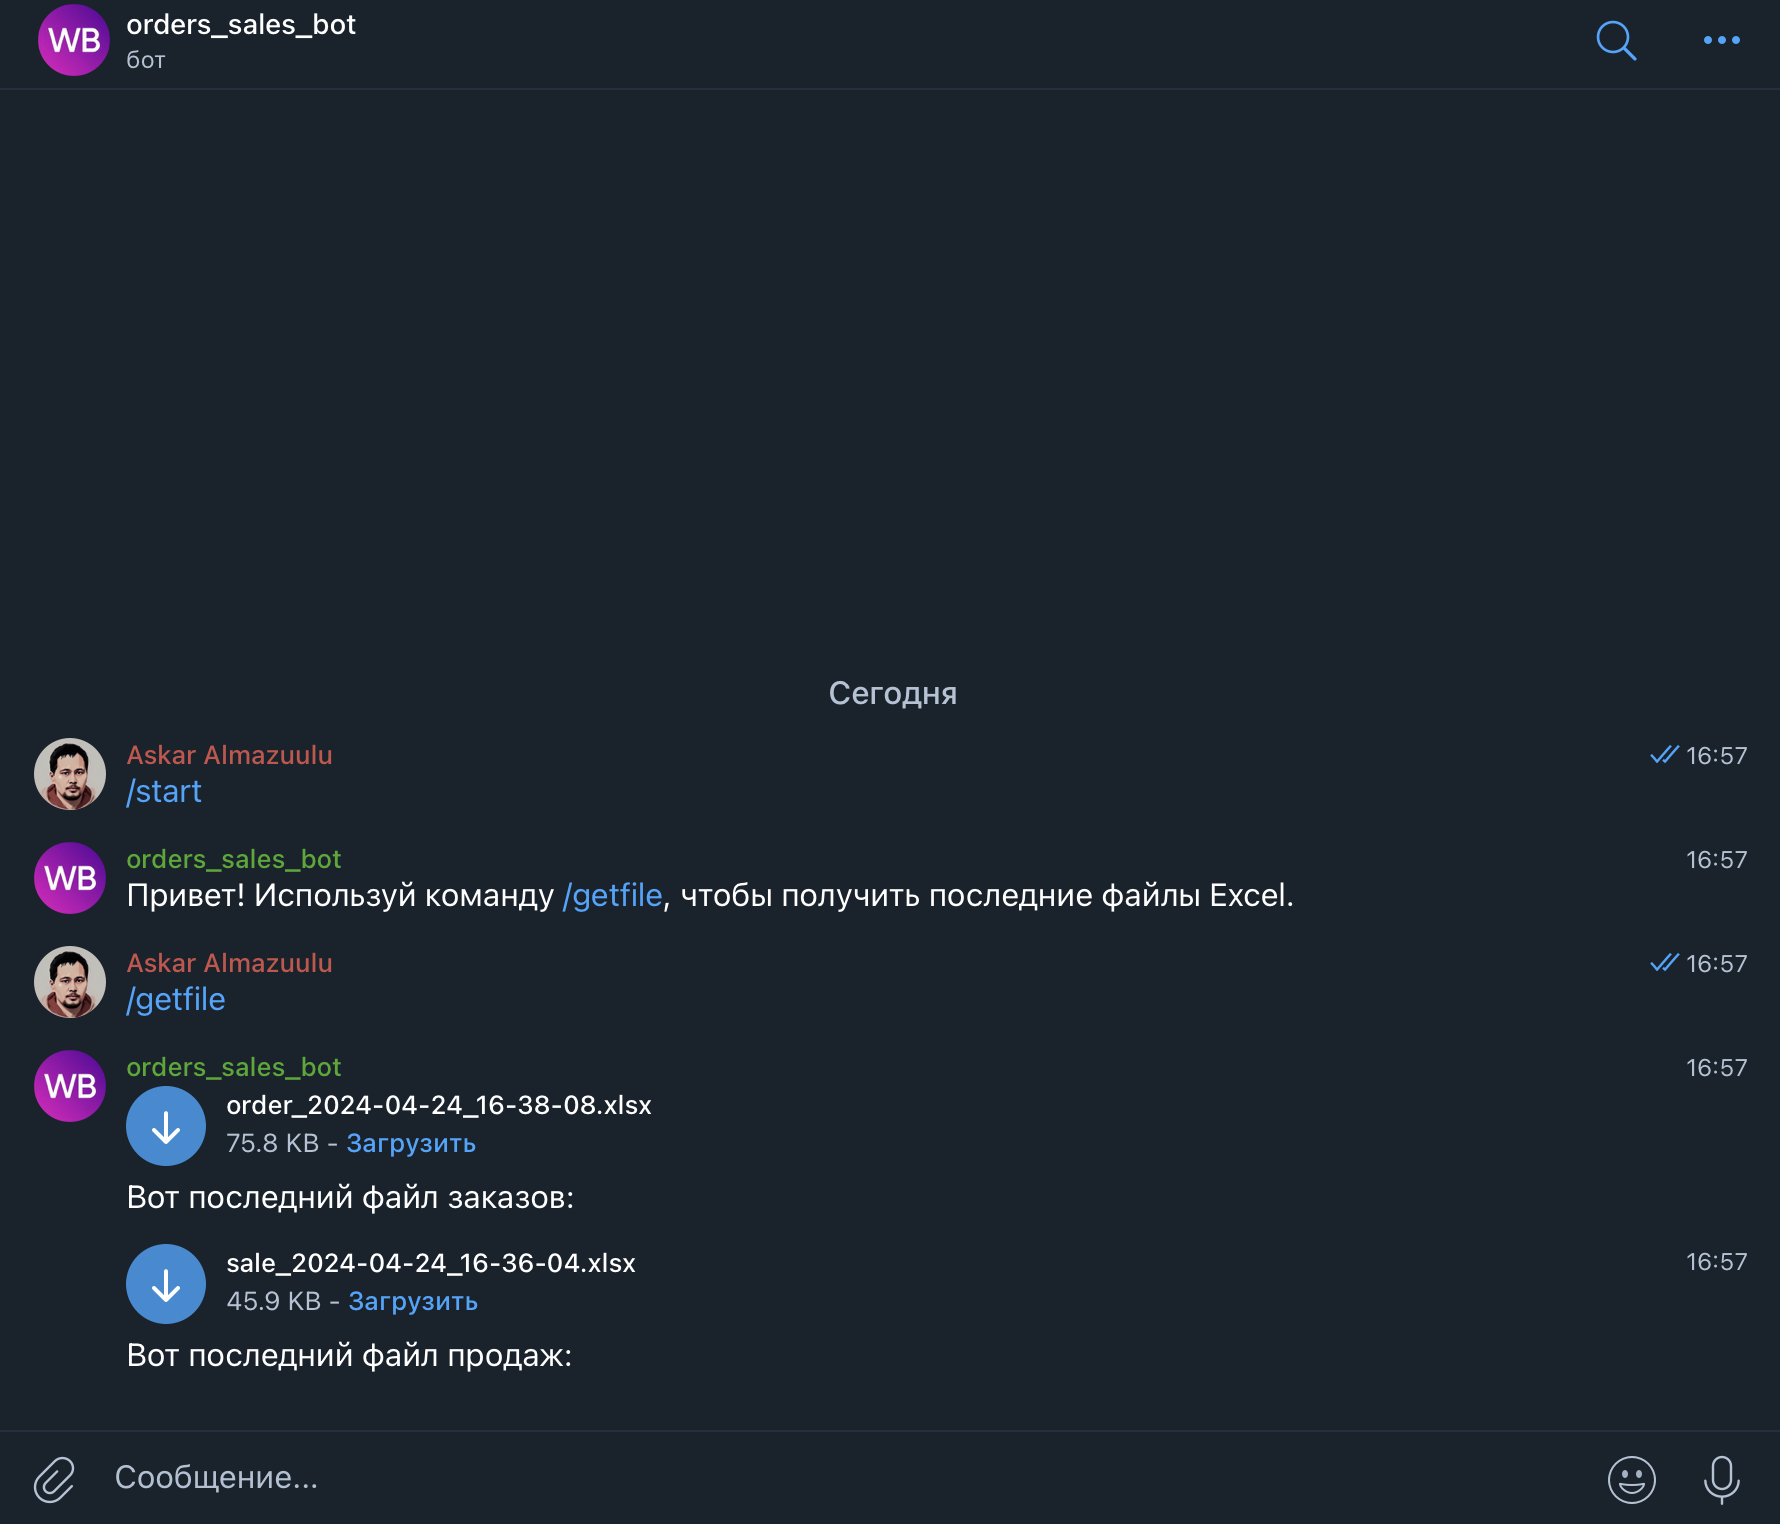 WB
orders_sales_bot
бот
Сегодня
Askar Almazuulu
16:57
/start
WB
orders_sales_bot
16:57
Привет! Используй команду /getfile, чтобы получить последние файлы Excel.
Askar Almazuulu
16:57
/getfile
WB
orders_sales_bot
16:57
order_2024-04-24_16-38-08.xlsx
75.8 KB - Загрузить
Вот последний файл заказов:
sale_2024-04-24_16-36-04.xlsx
16:57
45.9 KB - Загрузить
Вот последний файл продаж:
Сообщение...